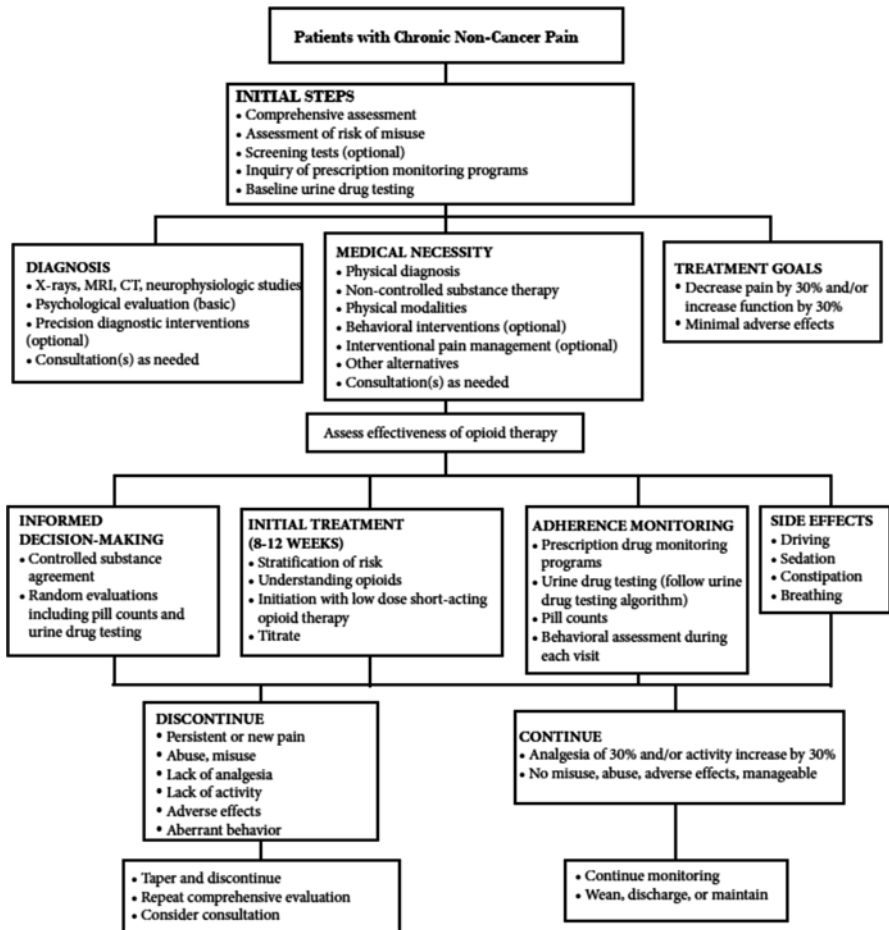 Patients with Chronic Non-Cancer Pain
INITIAL STEPS
• Comprehensive assessment
• Assessment of risk of misuse
• Screening tests (optional)
• Inquiry of prescription monitoring programs
• Baseline urine drug testing
DIAGNOSIS
• X-rays, MRI, CT, neurophysiologic studies
• Psychological evaluation (basic)
• Precision diagnostic interventions
(optional)
• Consultation(s) as needed
MEDICAL NECESSITY
• Physical diagnosis
• Non-controlled substance therapy
• Physical modalities
• Behavioral interventions (optional)
• Interventional pain management (optional)
• Other alternatives
• Consultation(s) as needed
TREATMENT GOALS
• Decrease pain by 30% and/or
increase function by 30%
• Minimal adverse effects
Assess effectiveness of opioid therapy
INFORMED
DECISION-MAKING
• Controlled substance
agreement
• Random evaluations
including pill counts and
urine drug testing
INITIAL TREATMENT
(8-12 WEEKS)
• Stratification of risk
• Understanding opioids
• Initiation with low dose short-acting
opioid therapy
• Titrate
ADHERENCE MONITORING
• Prescription drug monitoring
programs
• Urine drug testing (follow urine
drug testing algorithm)
• Pill counts
• Behavioral assessment during
each visit
SIDE EFFECTS
• Driving
• Sedation
• Constipation
• Breathing
DISCONTINUE
• Persistent or new pain
• Abuse, misuse
• Lack of analgesia
• Lack of activity
• Adverse effects
• Aberrant behavior
CONTINUE
• Analgesia of 30% and/or activity increase by 30%
• No misuse, abuse, adverse effects, manageable
• Taper and discontinue
• Repeat comprehensive evaluation
• Consider consultation
• Continue monitoring
• Wean, discharge, or maintain